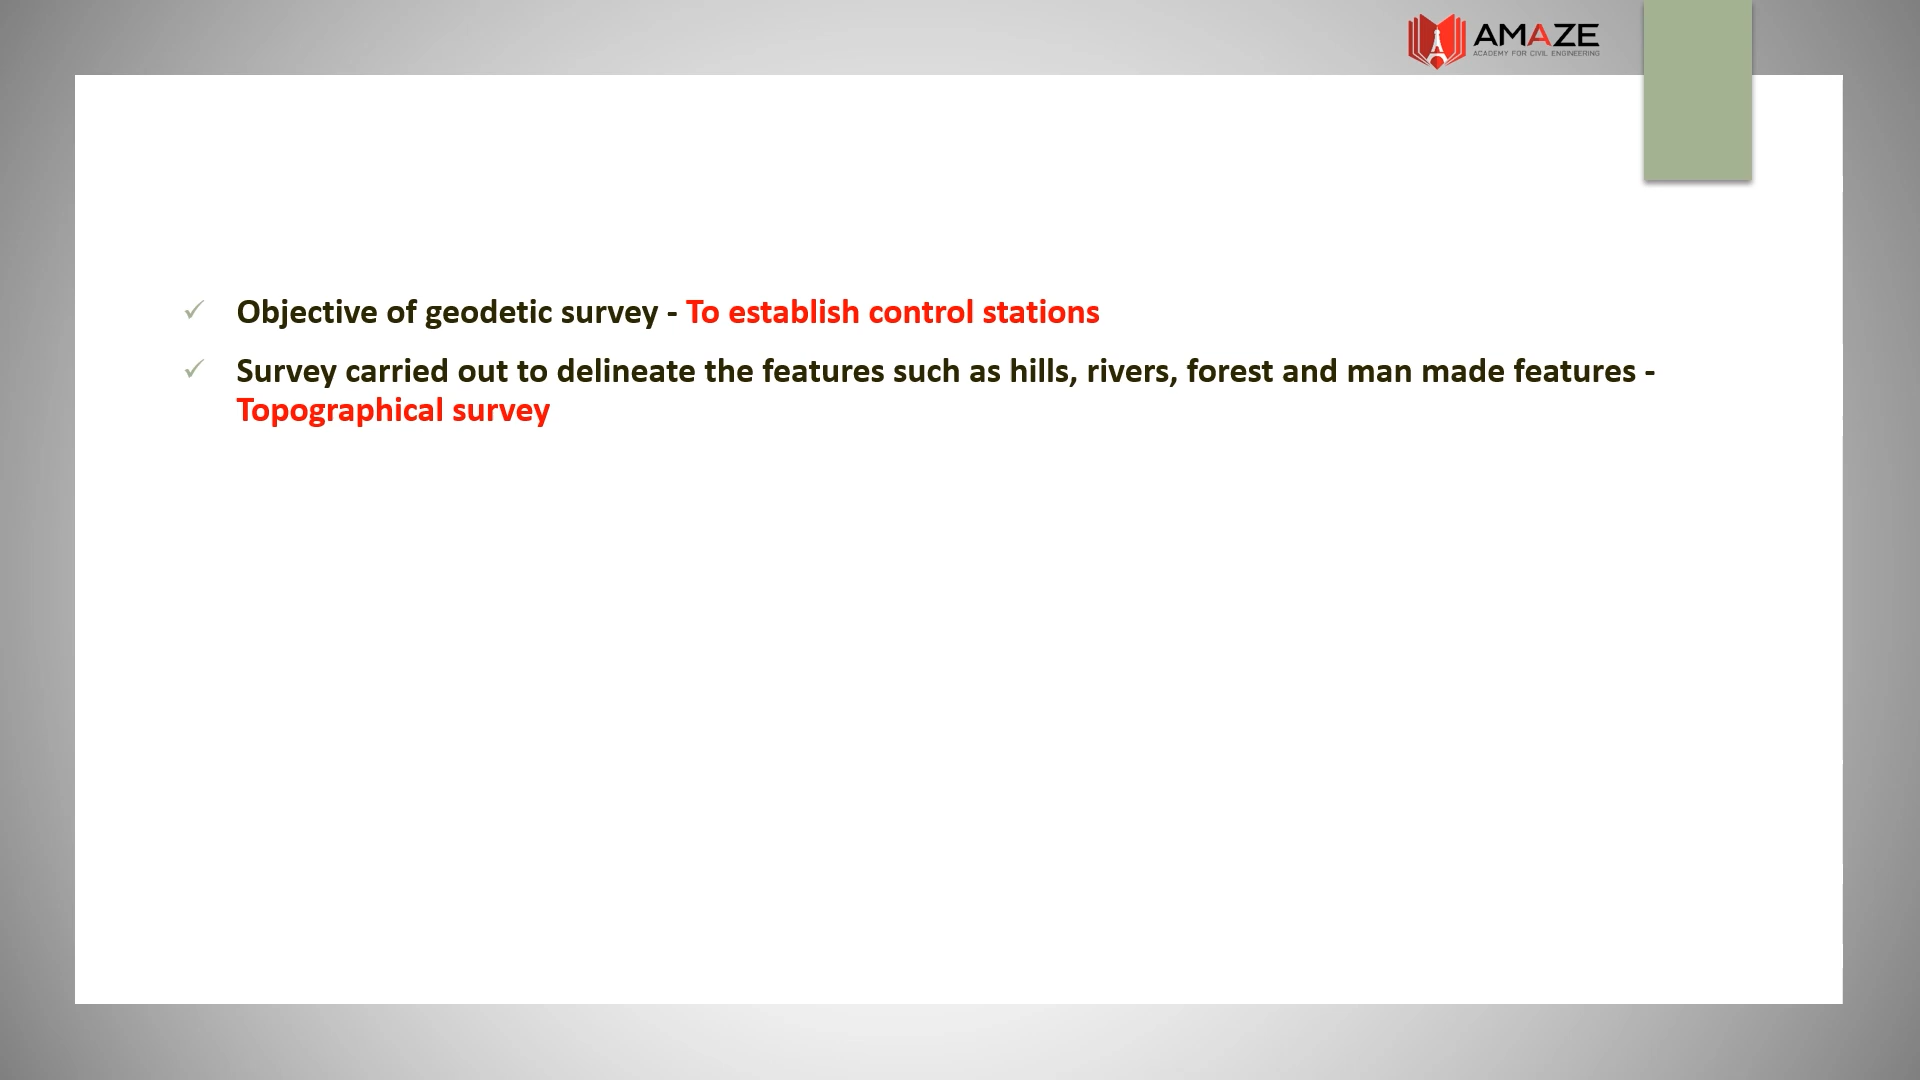 AMAZE
ACADEMY FOR CIVIL ENGINEERING
✓ Objective of geodetic survey - To establish control stations
✓ Survey carried out to delineate the features such as hills, rivers, forest and man made features -
Topographical survey